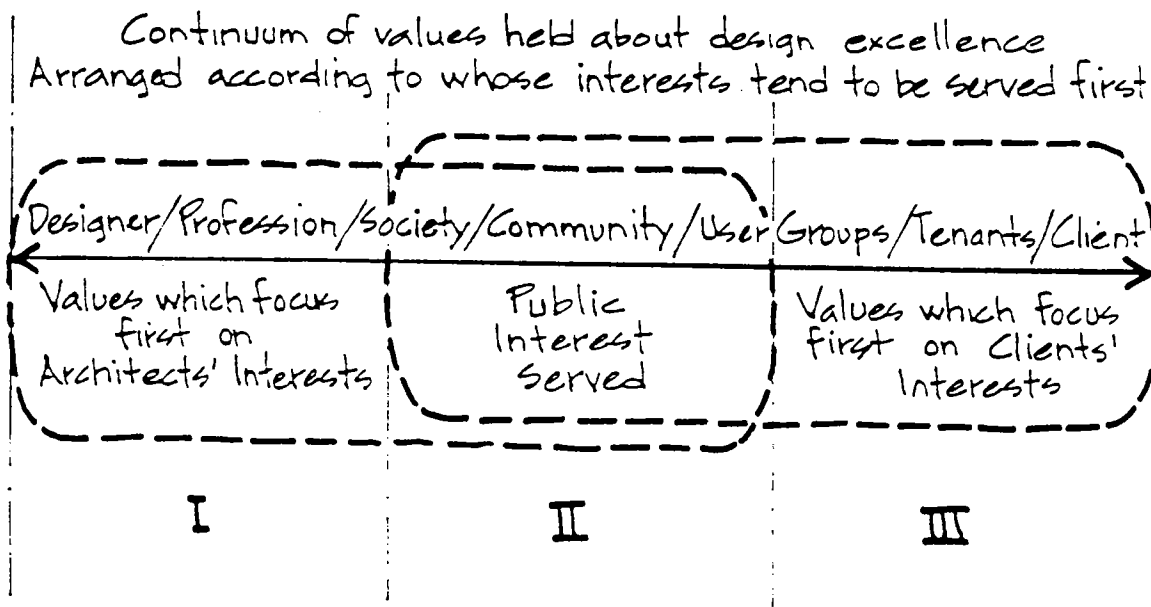 Continuum of values held about design excellence
Arranged according to whose interests tend to be served first
Designer/Profession/Society/Community/User Groups/Tenants/Client
Values which focus
first on
Architects' Interests
Public
Interest
Served
Values which focus
first on Clients'
Interests
I
II
III